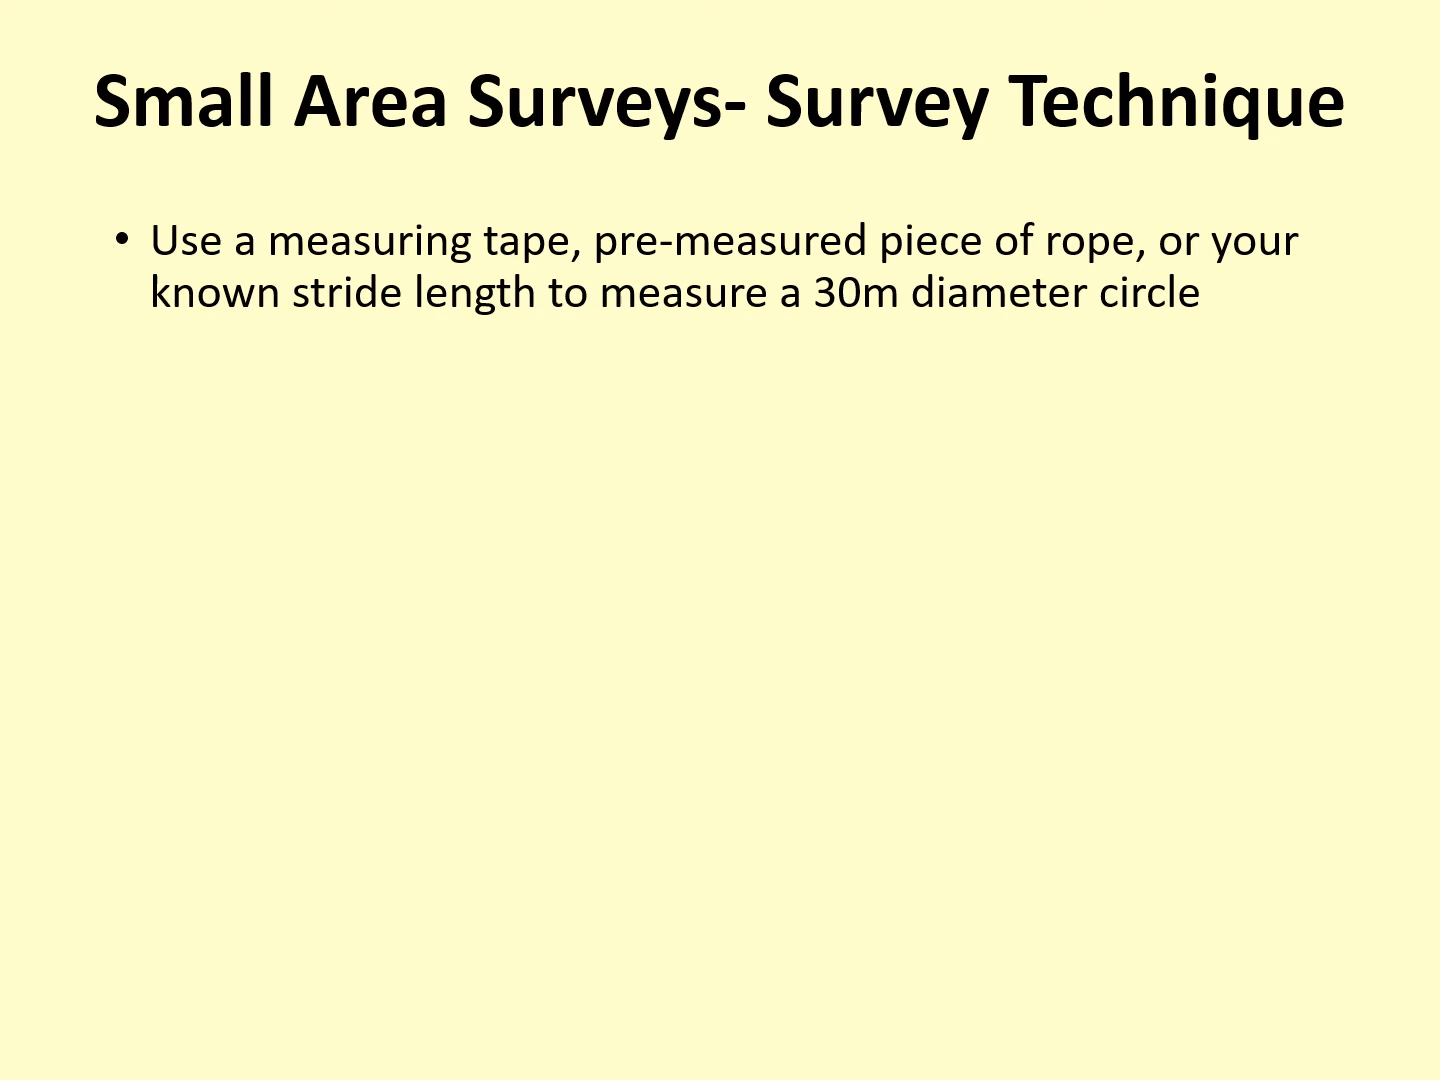 Small Area Surveys- Survey Technique
• Use a measuring tape, pre-measured piece of rope, or your
known stride length to measure a 30m diameter circle